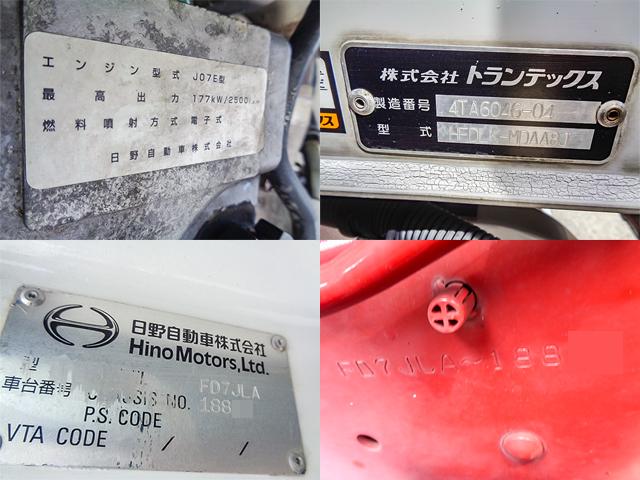 エンジン型式 J07E型
最高出力 177kW/2500
燃料噴射方式 電子式
日野自動車株式会社
株式会社 トランテックス
製造番号 4TA6046-04
型式
日野自動車株式会社
Hino Motors, Ltd.
型
車台番号 CHASSIS NO. FD7JLA
188
P.S. CODE
VTA CODE / /
FD7JLA-188